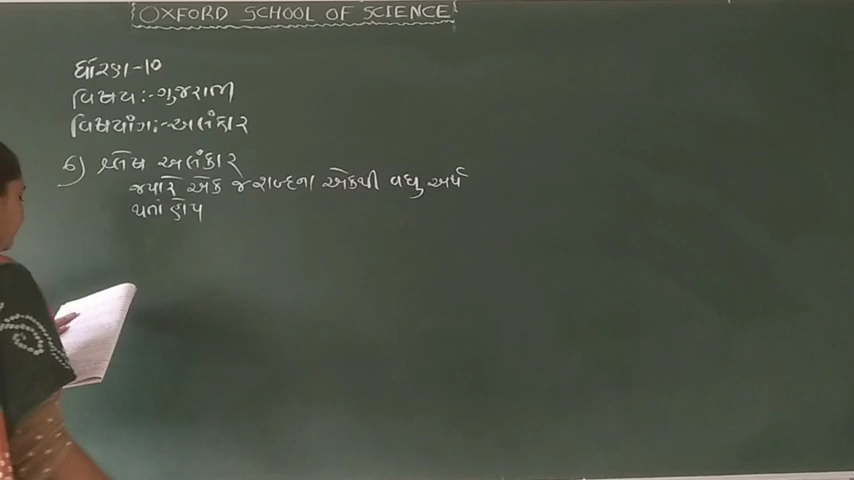 {OXFORD SCHOOL OF SCIENCE}
ધોરણ-૧૦
વિષય:-ગુજરાતી
વિષયાંગ:-અલંકાર
૬) શ્લેષ અલંકાર
જ્યારે એક જ શબ્દના એકથી વધુ અર્થ
થતાં હોય